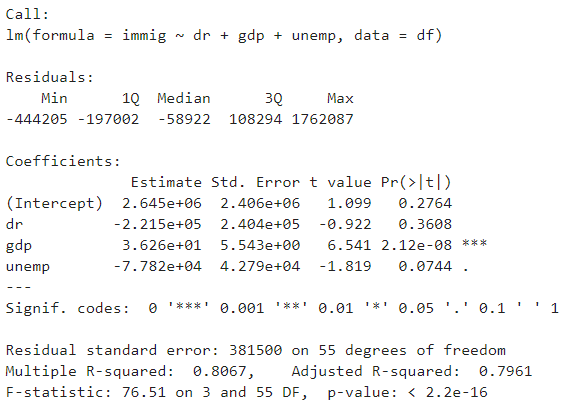 Call:
lm(formula = immig ~ dr + gdp + unemp, data = df)
Residuals:
    Min      1Q  Median      3Q     Max
-444205 -197002  -58922  108294 1762087
Coefficients:
              Estimate Std. Error t value Pr(>|t|)
(Intercept)  2.645e+06  2.406e+06   1.099   0.2764
dr          -2.215e+05  2.404e+05  -0.922   0.3608
gdp          3.626e+01  5.543e+00   6.541 2.12e-08 ***
unemp       -7.782e+04  4.279e+04  -1.819   0.0744 .
---
Signif. codes:  0 '***' 0.001 '**' 0.01 '*' 0.05 '.' 0.1 ' ' 1
Residual standard error: 381500 on 55 degrees of freedom
Multiple R-squared:  0.8067,    Adjusted R-squared:  0.7961
F-statistic: 76.51 on 3 and 55 DF,  p-value: < 2.2e-16